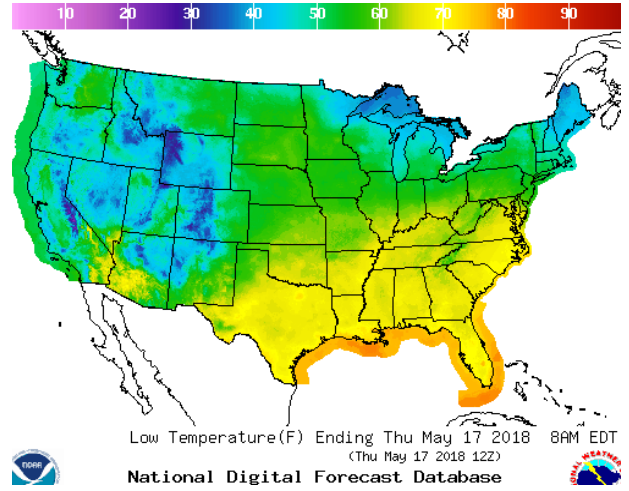 10 20 30 40 50 60 70 80 90
Low Temperature(F) Ending Thu May 17 2018 8AM EDT
(Thu May 17 2018 12Z)
National Digital Forecast Database
NOAA